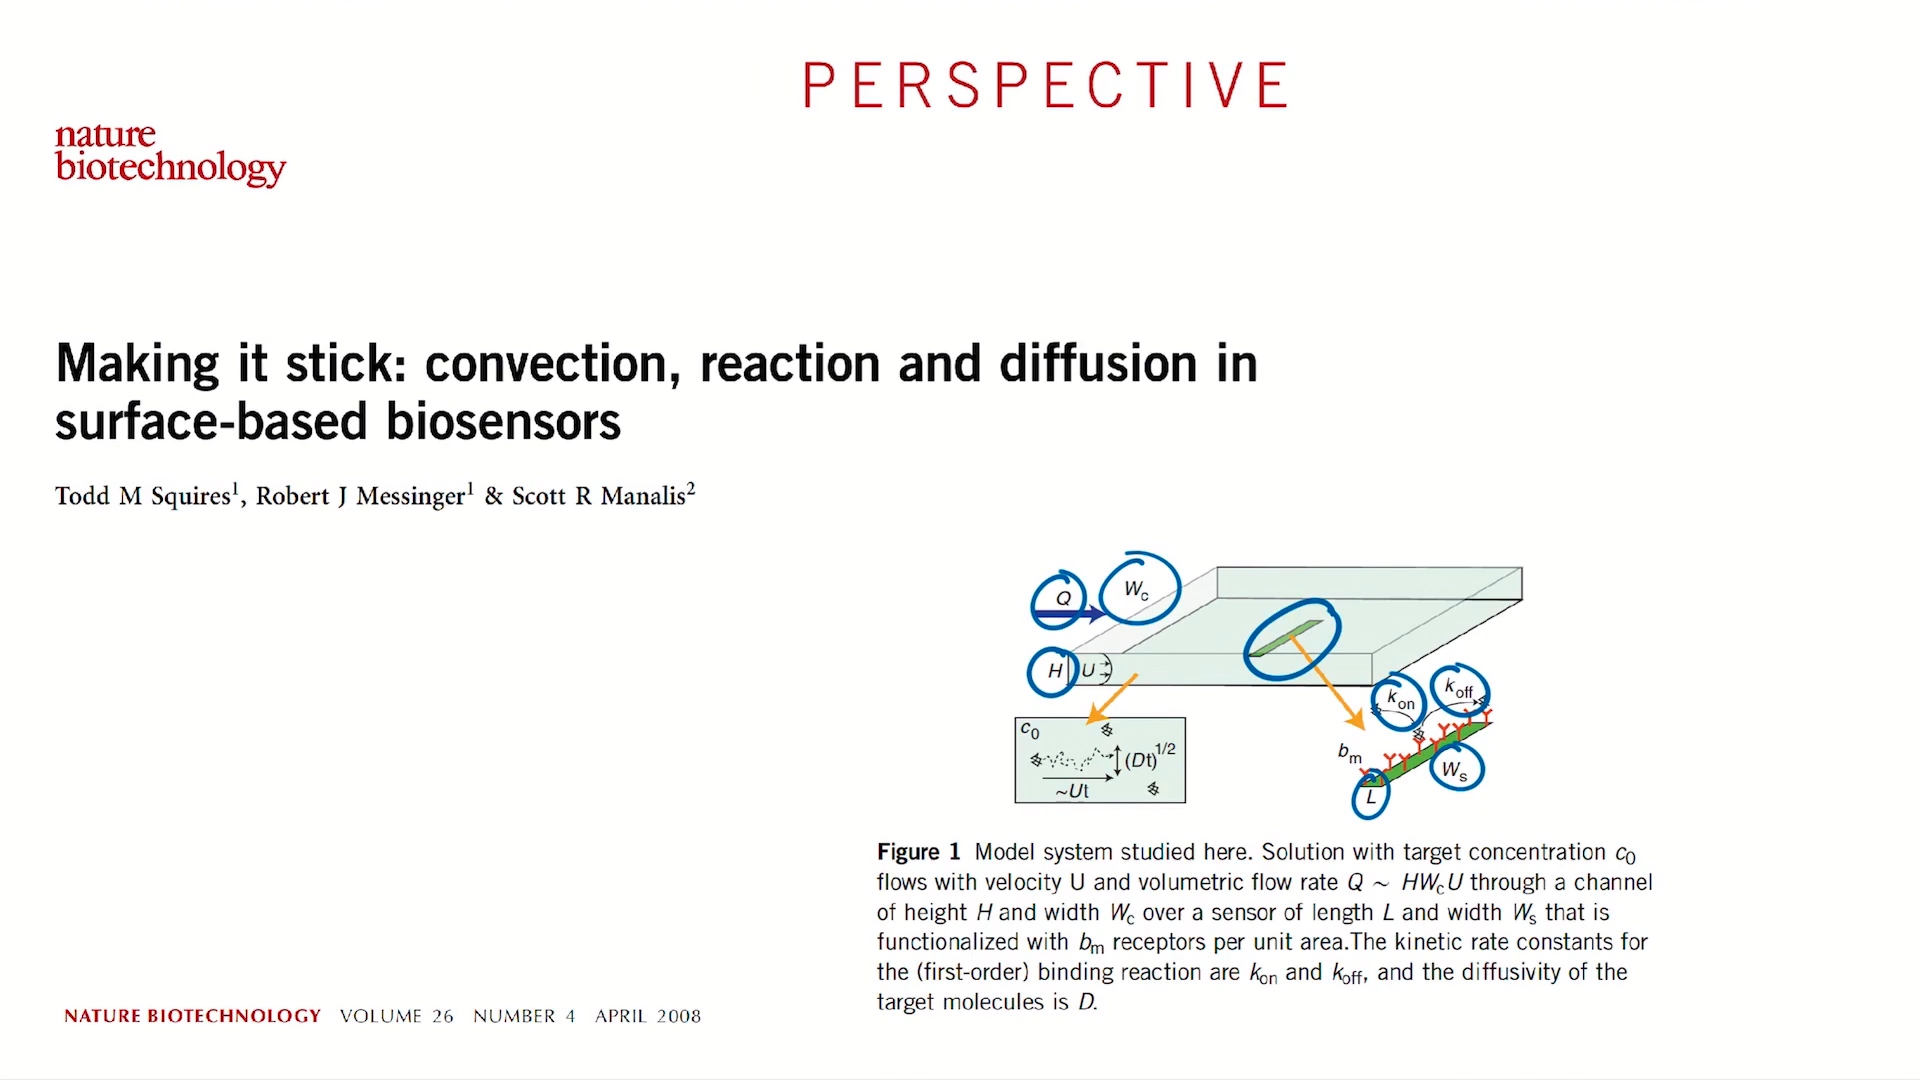 PERSPECTIVE
nature
biotechnology
Making it stick: convection, reaction and diffusion in
surface-based biosensors
Todd M Squires¹, Robert J Messinger¹ & Scott R Manalis²
Q
Wc
H
U
kon
koff
c0
(Dt)1/2
~Ut
bm
Ws
L
Figure 1 Model system studied here. Solution with target concentration c0
flows with velocity U and volumetric flow rate Q ~ HWcU through a channel
of height H and width Wc over a sensor of length L and width Ws that is
functionalized with bm receptors per unit area.The kinetic rate constants for
the (first-order) binding reaction are kon and koff, and the diffusivity of the
target molecules is D.
NATURE BIOTECHNOLOGY VOLUME 26 NUMBER 4 APRIL 2008